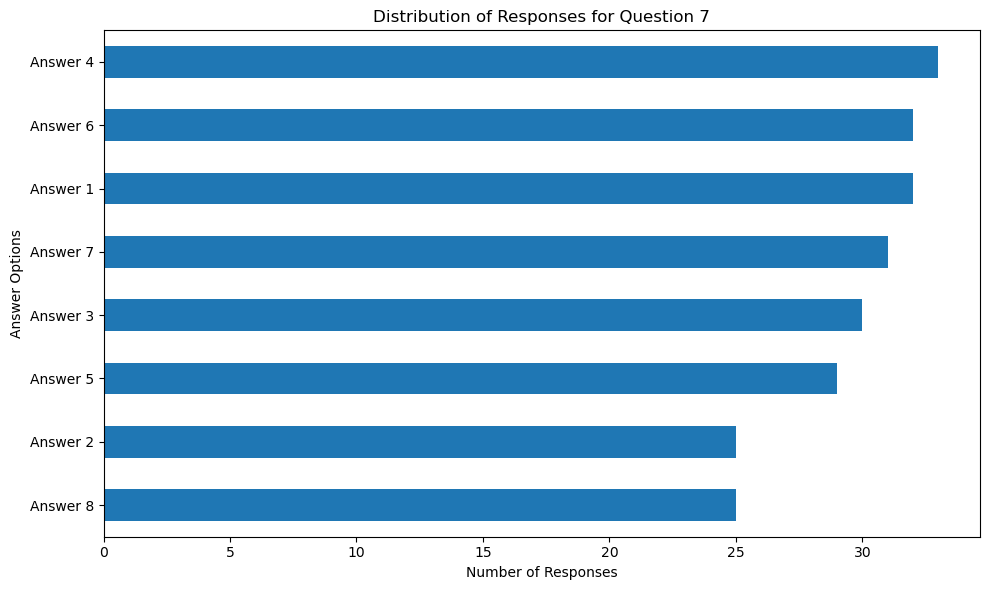 Distribution of Responses for Question 7
Answer Options
Answer 4
Answer 6
Answer 1
Answer 7
Answer 3
Answer 5
Answer 2
Answer 8
0 5 10 15 20 25 30
Number of Responses